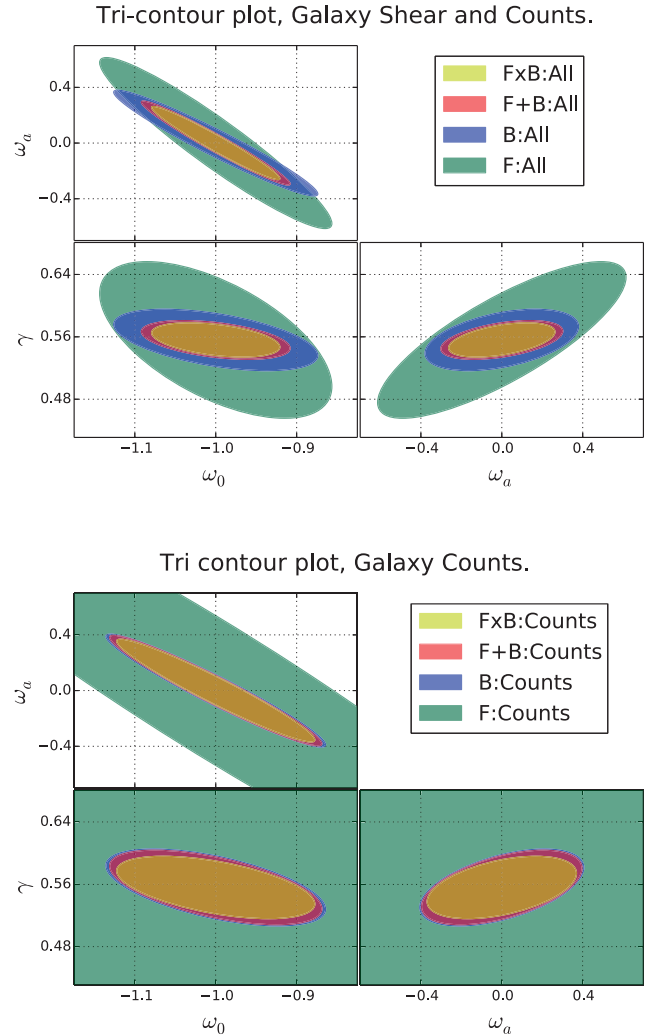 Tri-contour plot, Galaxy Shear and Counts.
FxB:All
F+B:All
B:All
F:All
ωa
0.4
0.0
−0.4
γ
0.64
0.56
0.48
−1.1 −1.0 −0.9
ω0
−0.4 0.0 0.4
ωa
Tri contour plot, Galaxy Counts.
FxB:Counts
F+B:Counts
B:Counts
F:Counts
ωa
0.4
0.0
−0.4
γ
0.64
0.56
0.48
−1.1 −1.0 −0.9
ω0
−0.4 0.0 0.4
ωa